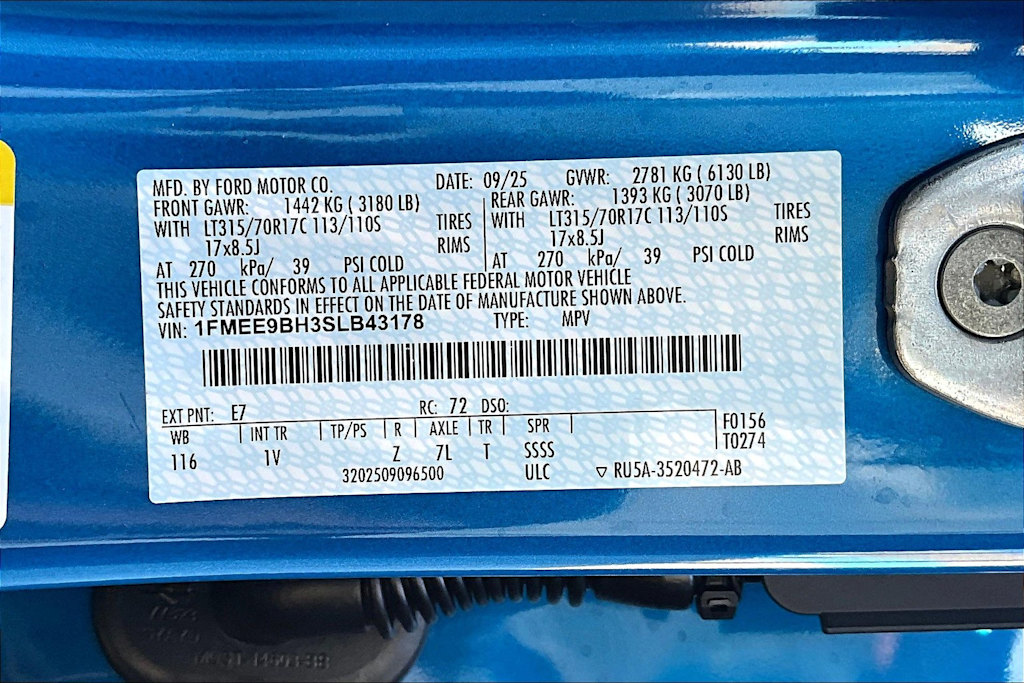 MFD. BY FORD MOTOR CO. DATE: 09/25 GVWR: 2781 KG ( 6130 LB)
FRONT GAWR: 1442 KG ( 3180 LB) REAR GAWR: 1393 KG ( 3070 LB)
WITH LT315/70R17C 113/110S TIRES WITH LT315/70R17C 113/110S TIRES
17x8.5J RIMS 17x8.5J RIMS
AT 270 kPa/ 39 PSI COLD AT 270 kPa/ 39 PSI COLD
THIS VEHICLE CONFORMS TO ALL APPLICABLE FEDERAL MOTOR VEHICLE
SAFETY STANDARDS IN EFFECT ON THE DATE OF MANUFACTURE SHOWN ABOVE.
VIN: 1FMEE9BH3SLB43178 TYPE: MPV
EXT PNT: E7 RC: 72 DSO:
WB INT TR TP/PS R AXLE TR SPR F0156
116 1V Z 7L T SSSS T0274
3202509096500 ULC RU5A-3520472-AB